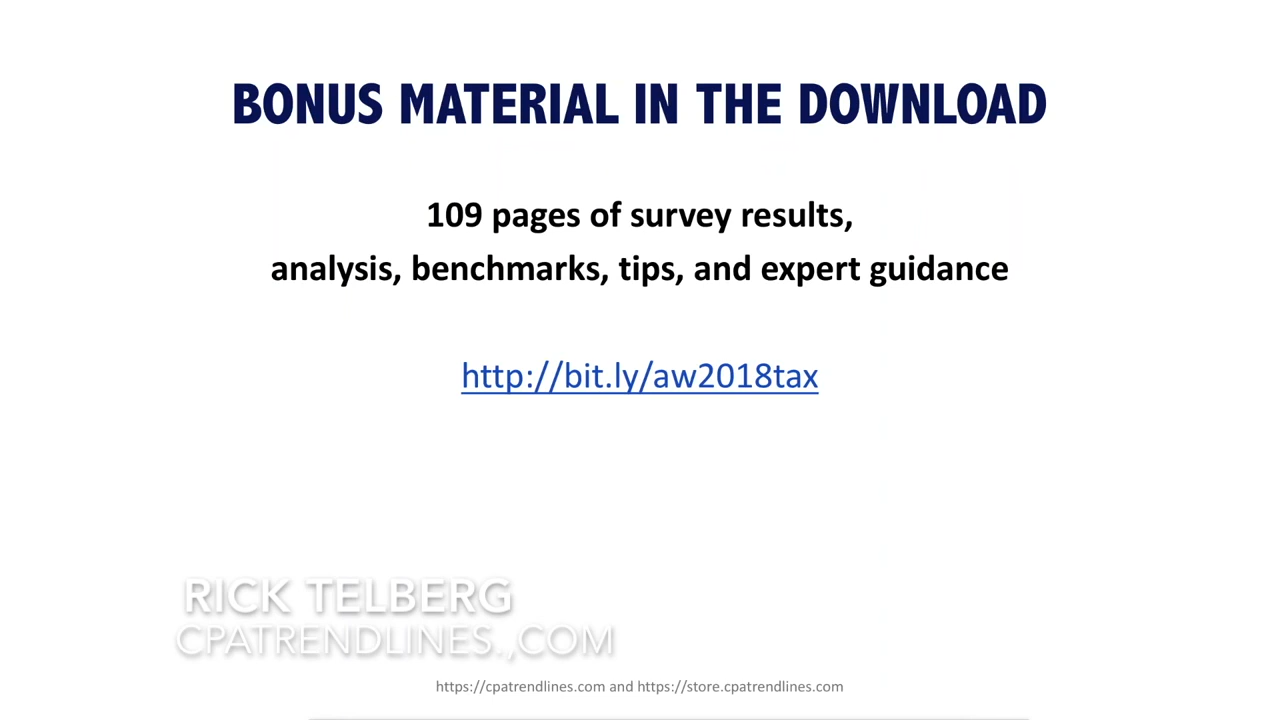 BONUS MATERIAL IN THE DOWNLOAD
109 pages of survey results,
analysis, benchmarks, tips, and expert guidance
http://bit.ly/aw2018tax
RICK TELBERG
CPATRENDLINES.,COM
https://cpatrendlines.com and https://store.cpatrendlines.com